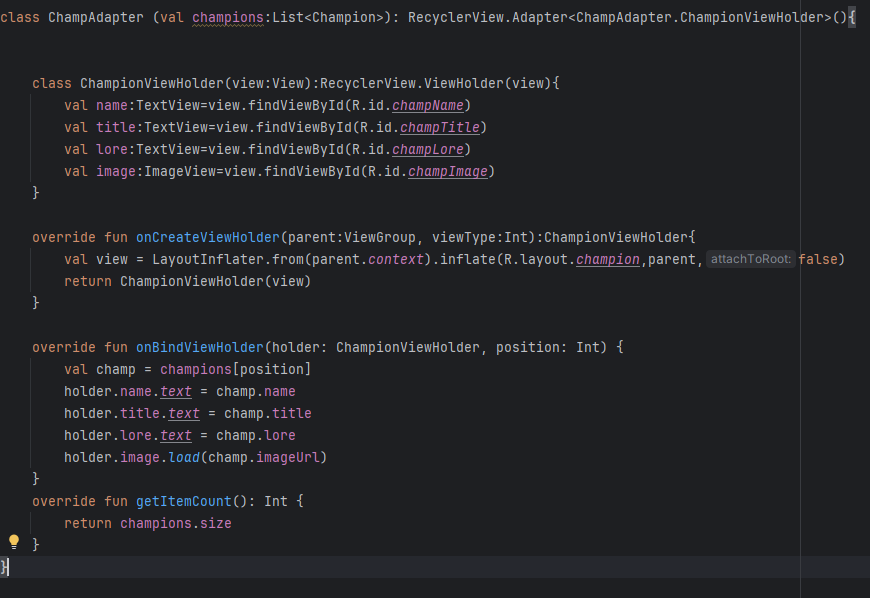 class ChampAdapter (val champions:List<Champion>): RecyclerView.Adapter<ChampAdapter.ChampionViewHolder>(){
class ChampionViewHolder(view:View):RecyclerView.ViewHolder(view){
val name:TextView=view.findViewById(R.id.champName)
val title:TextView=view.findViewById(R.id.champTitle)
val lore:TextView=view.findViewById(R.id.champLore)
val image:ImageView=view.findViewById(R.id.champImage)
}
override fun onCreateViewHolder(parent:ViewGroup, viewType:Int):ChampionViewHolder{
val view = LayoutInflater.from(parent.context).inflate(R.layout.champion,parent, attachToRoot: false)
return ChampionViewHolder(view)
}
override fun onBindViewHolder(holder: ChampionViewHolder, position: Int) {
val champ = champions[position]
holder.name.text = champ.name
holder.title.text = champ.title
holder.lore.text = champ.lore
holder.image.load(champ.imageUrl)
}
override fun getItemCount(): Int {
return champions.size
}
}